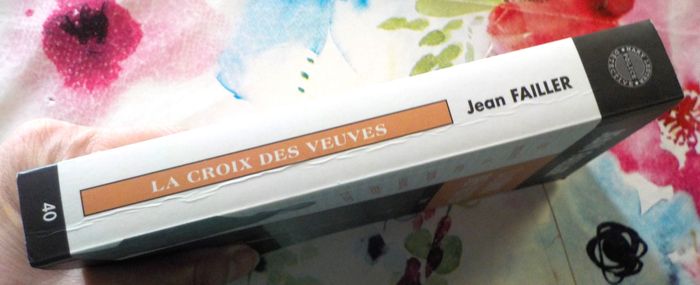 40
LA CROIX DES VEUVES
Jean FAILLER